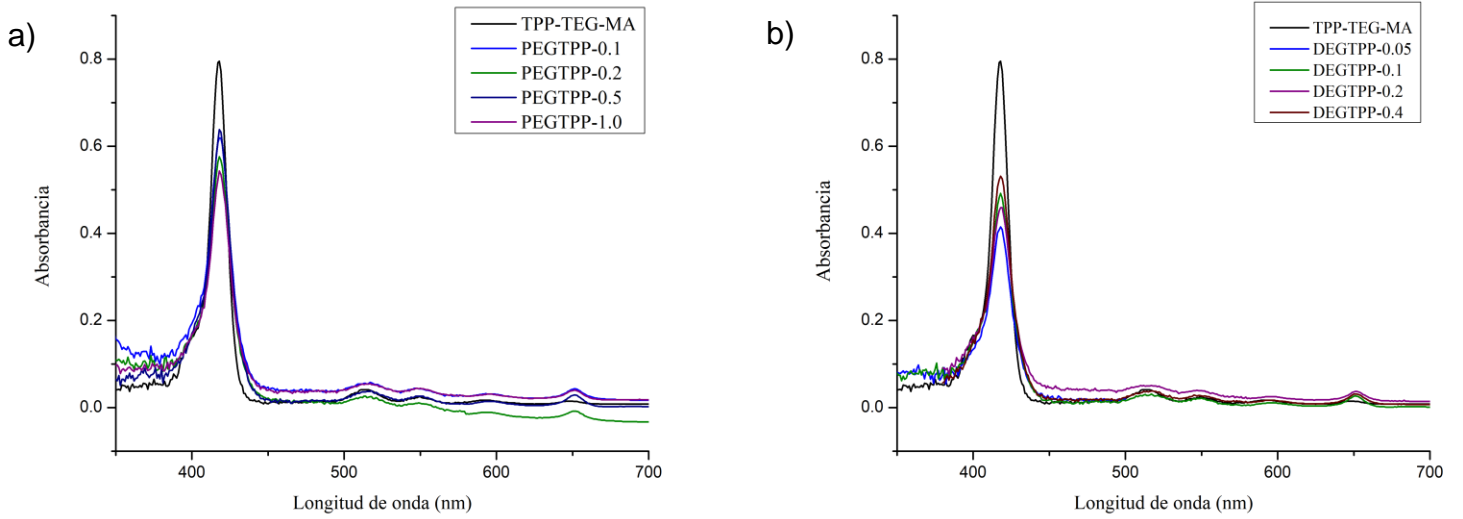 a)
TPP-TEG-MA
PEGTPP-0.1
PEGTPP-0.2
PEGTPP-0.5
PEGTPP-1.0
0.8
0.6
0.4
0.2
0.0
Absorbancia
400
500
600
700
Longitud de onda (nm)
b)
TPP-TEG-MA
DEGTPP-0.05
DEGTPP-0.1
DEGTPP-0.2
DEGTPP-0.4
0.8
0.6
0.4
0.2
0.0
Absorbancia
400
500
600
700
Longitud de onda (nm)